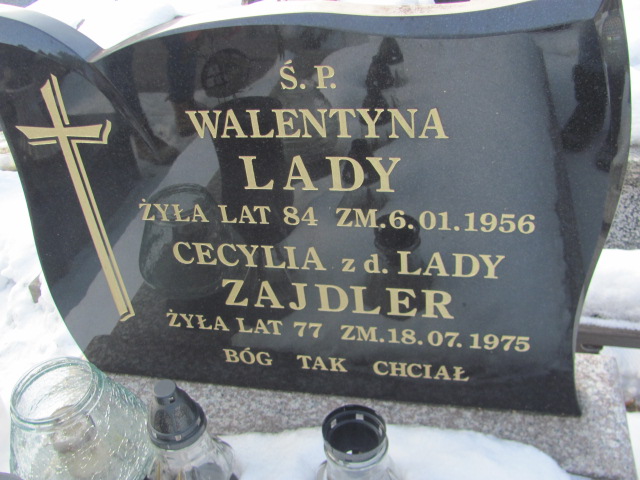 Ś. P.
WALENTYNA
LADY
ŻYŁA LAT 84 ZM. 6.01.1956
CECYLIA z d. LADY
ZAJDLER
ŻYŁA LAT 77 ZM. 18.07.1975
BÓG TAK CHCIAŁ